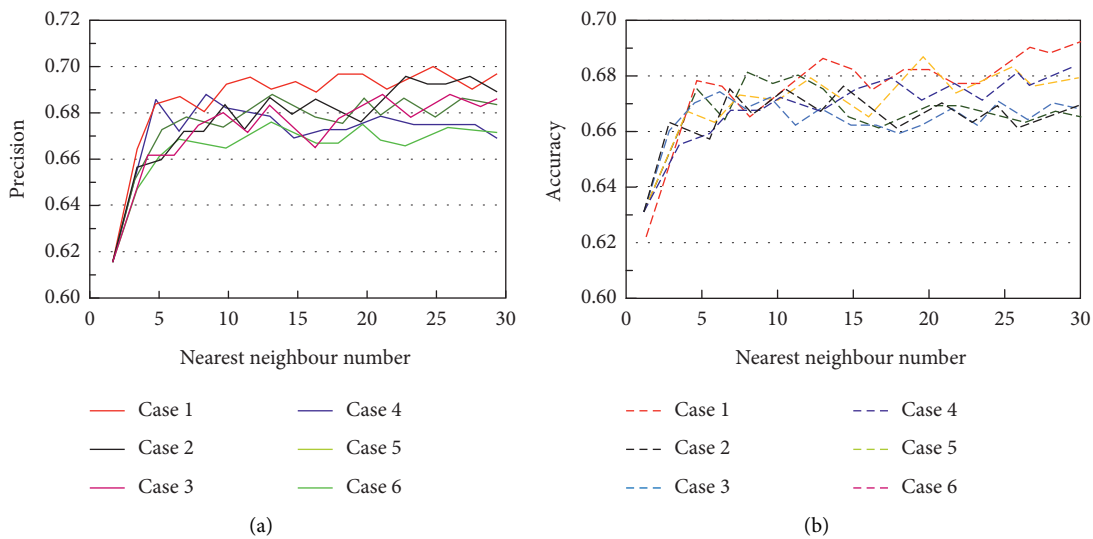 0.72
0.70
0.68
0.66
0.64
0.62
0.60
Precision
0 5 10 15 20 25 30
Nearest neighbour number
Case 1
Case 2
Case 3
Case 4
Case 5
Case 6
(a)
0.70
0.68
0.66
0.64
0.62
0.60
Accuracy
0 5 10 15 20 25 30
Nearest neighbour number
Case 1
Case 2
Case 3
Case 4
Case 5
Case 6
(b)